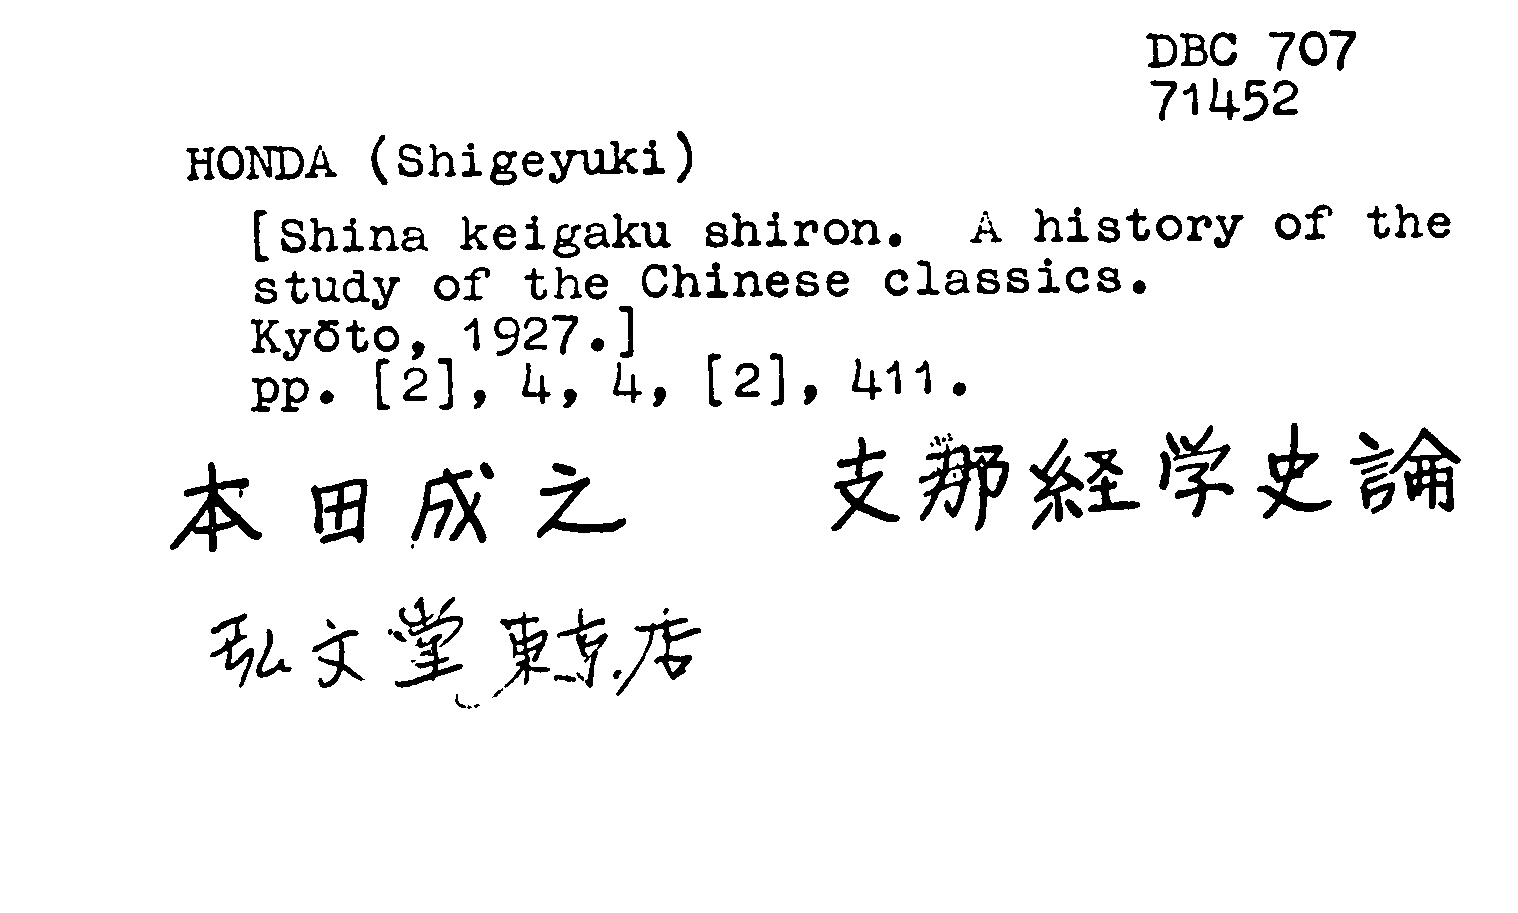 DBC 707
71452
HONDA (Shigeyuki)
[Shina keigaku shiron. A history of the
study of the Chinese classics.
Kyōto, 1927.]
pp. [2], 4, 4, [2], 411.
本田成之 支那経学史論
弘文堂東京店